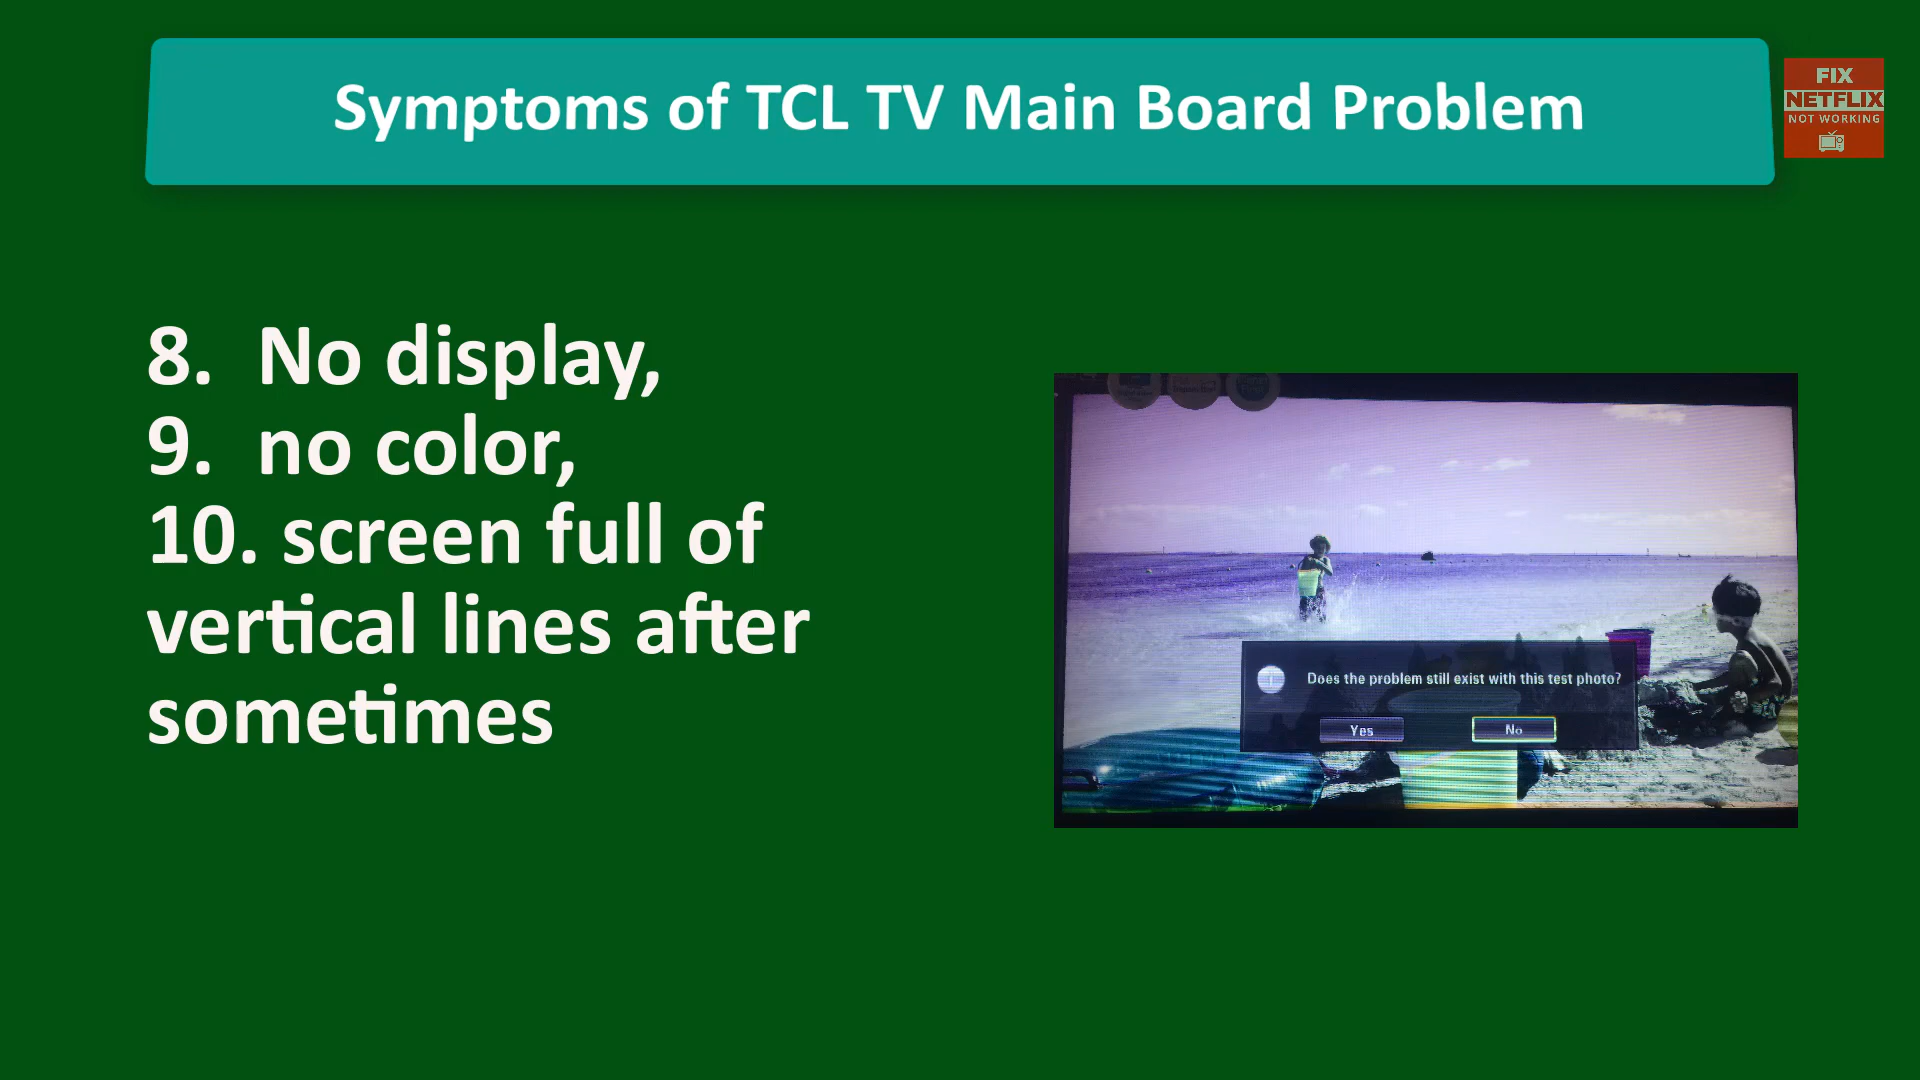 Symptoms of TCL TV Main Board Problem
FIX
NETFLIX
NOT WORKING
8. No display,
9. no color,
10. screen full of
vertical lines after
sometimes
Does the problem still exist with this test photo?
Yes
No